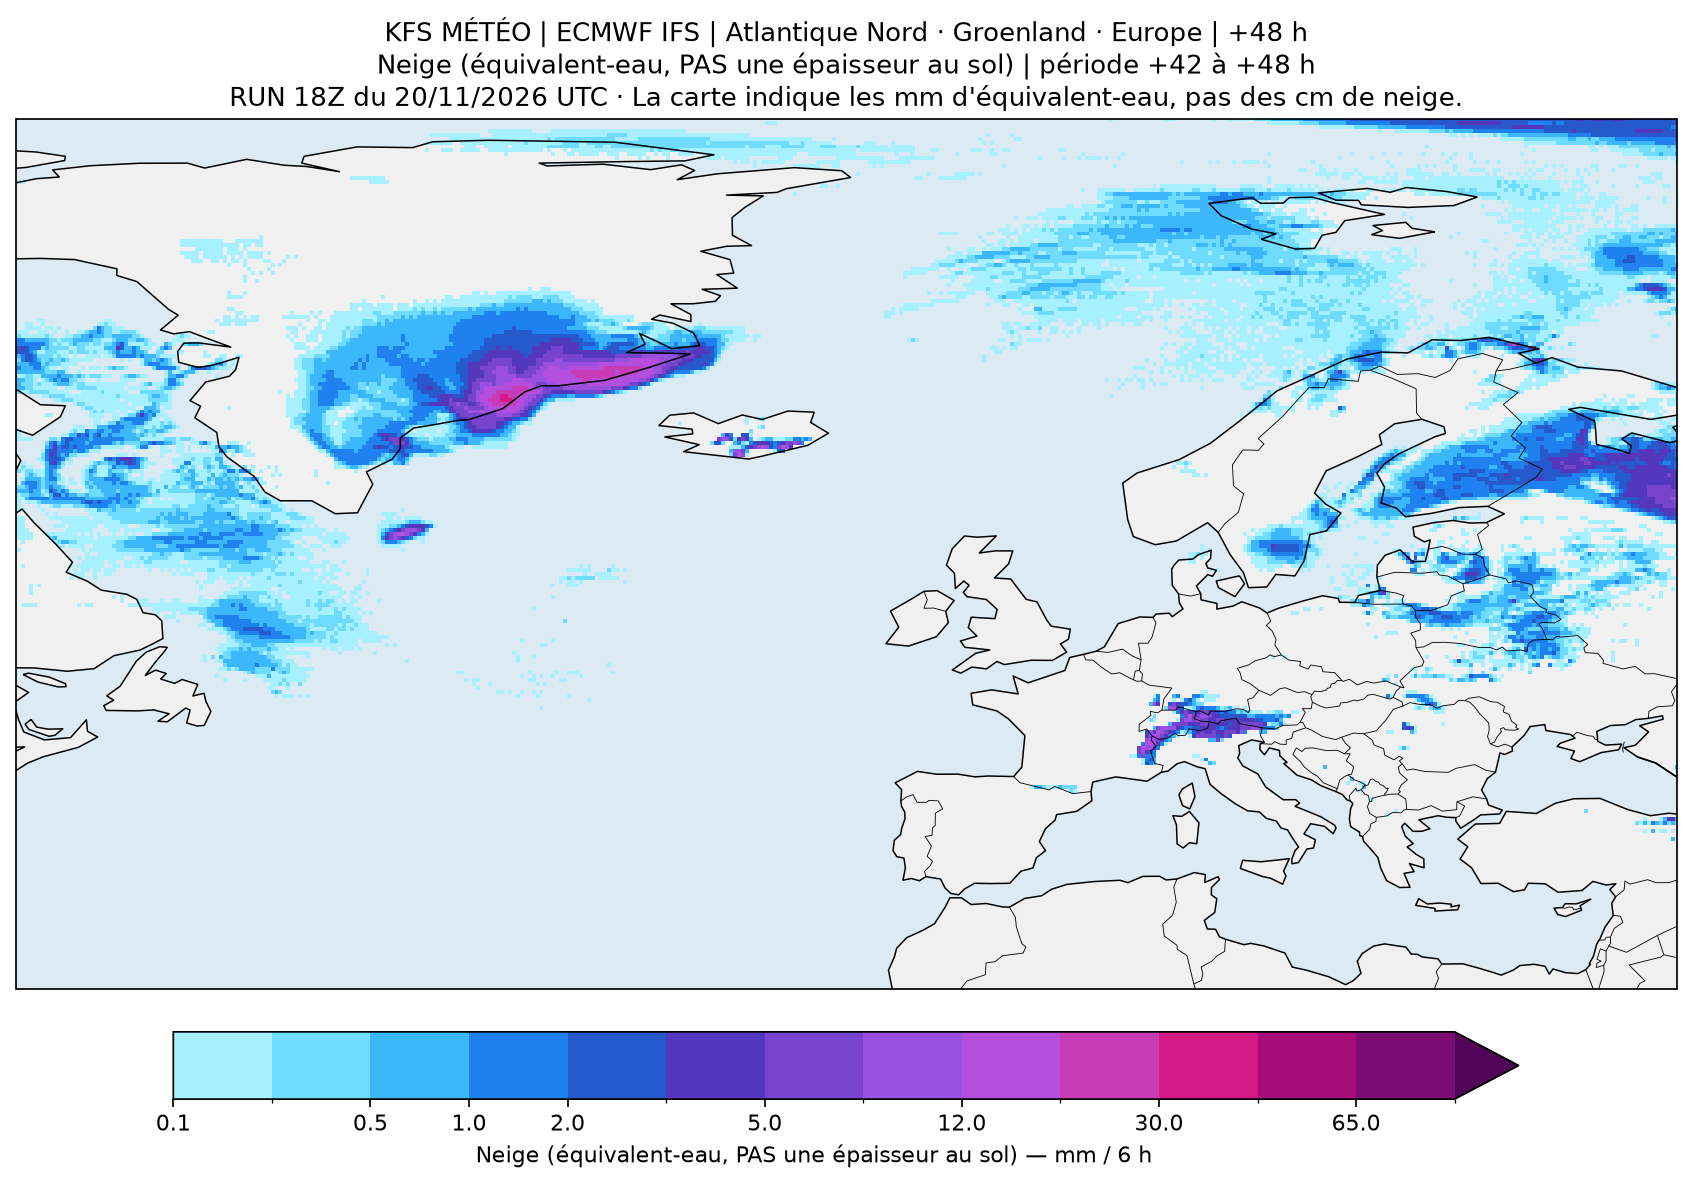 KFS MÉTÉO | ECMWF IFS | Atlantique Nord · Groenland · Europe | +48 h
Neige (équivalent-eau, PAS une épaisseur au sol) | période +42 à +48 h
RUN 18Z du 20/11/2026 UTC · La carte indique les mm d'équivalent-eau, pas des cm de neige.
0.1 0.5 1.0 2.0 5.0 12.0 30.0 65.0
Neige (équivalent-eau, PAS une épaisseur au sol) — mm / 6 h